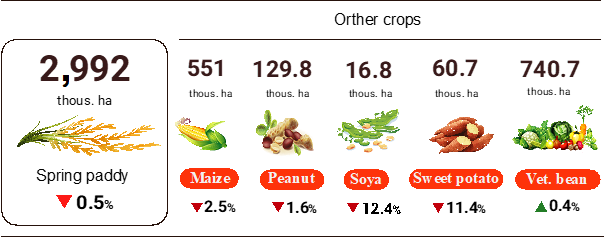 Orther crops
2,992
thous. ha
Spring paddy
▼ 0.5%
551
thous. ha
Maize
▼2.5%
129.8
thous. ha
Peanut
▼1.6%
16.8
thous. ha
Soya
▼12.4%
60.7
thous. ha
Sweet potato
▼11.4%
740.7
thous. ha
Vet. bean
▲0.4%